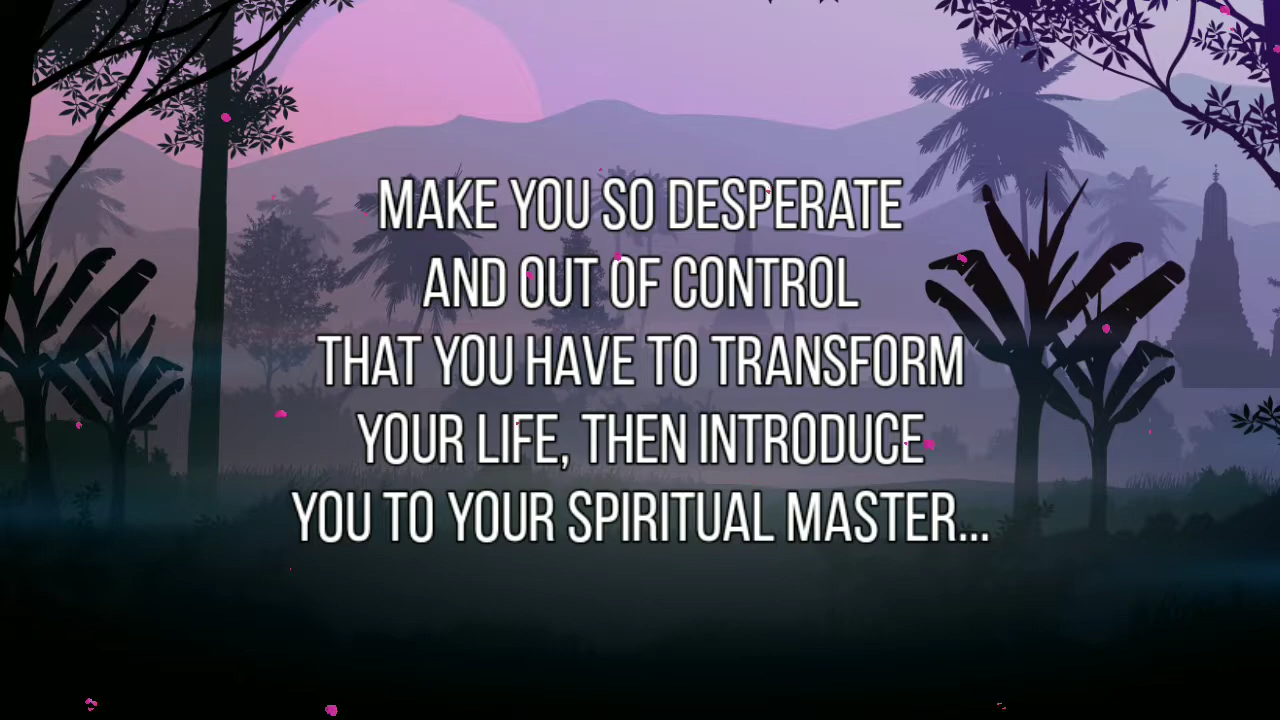 MAKE YOU SO DESPERATE
AND OUT OF CONTROL
THAT YOU HAVE TO TRANSFORM
YOUR LIFE, THEN INTRODUCE
YOU TO YOUR SPIRITUAL MASTER...